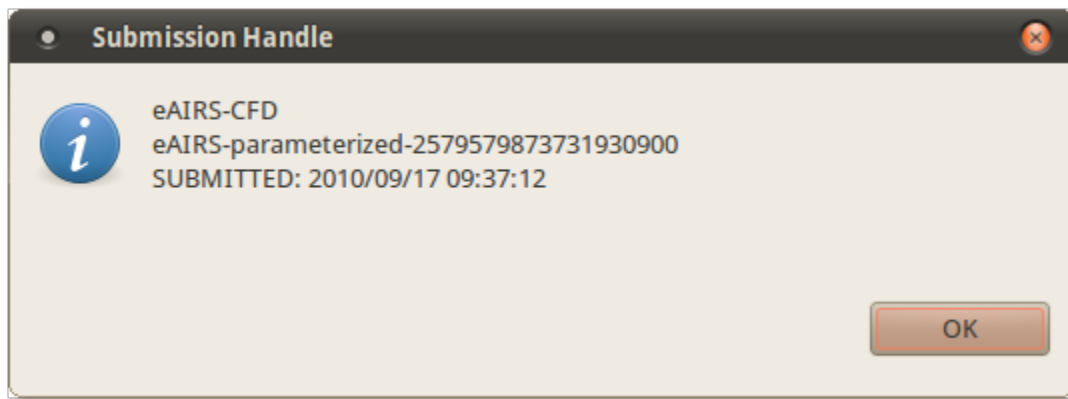 Submission Handle
eAIRS-CFD
eAIRS-parameterized-2579579873731930900
SUBMITTED: 2010/09/17 09:37:12
OK